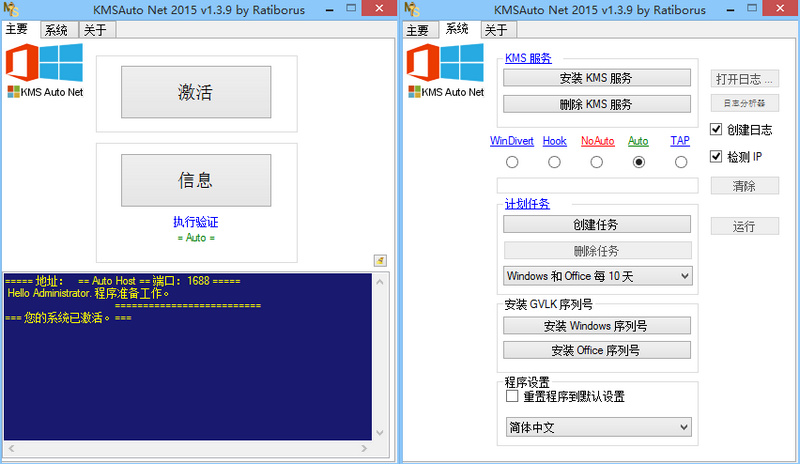 KMSAuto Net 2015 v1.3.9 by Ratiborus
主要 系统 关于
KMS Auto Net
激活
信息
执行验证
= Auto =
===== 地址： == Auto Host == 端口：1688 =====
Hello Administrator. 程序准备工作。
==========================
=== 您的系统已激活。 ===
KMSAuto Net 2015 v1.3.9 by Ratiborus
主要 系统 关于
KMS Auto Net
KMS 服务
安装 KMS 服务
删除 KMS 服务
WinDivert Hook NoAuto Auto TAP
计划任务
创建任务
删除任务
Windows 和 Office 每 10 天
安装 GVLK 序列号
安装 Windows 序列号
安装 Office 序列号
程序设置
重置程序到默认设置
简体中文
打开日志 ...
日志分析器
创建日志
检测 IP
清除
运行